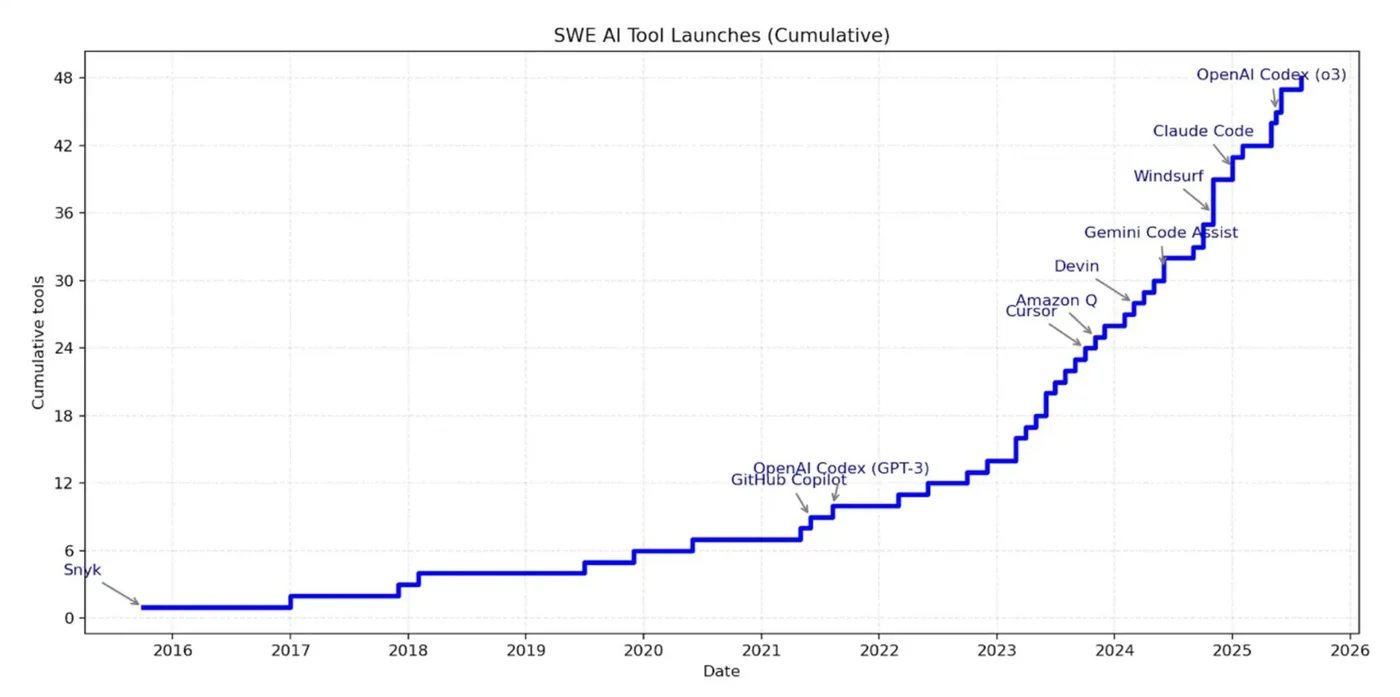 SWE AI Tool Launches (Cumulative)
48
42
36
30
24
18
12
6
0
Cumulative tools
OpenAI Codex (o3)
Claude Code
Windsurf
Gemini Code Assist
Devin
Amazon Q
Cursor
OpenAI Codex (GPT-3)
GitHub Copilot
Snyk
2016 2017 2018 2019 2020 2021 2022 2023 2024 2025 2026
Date